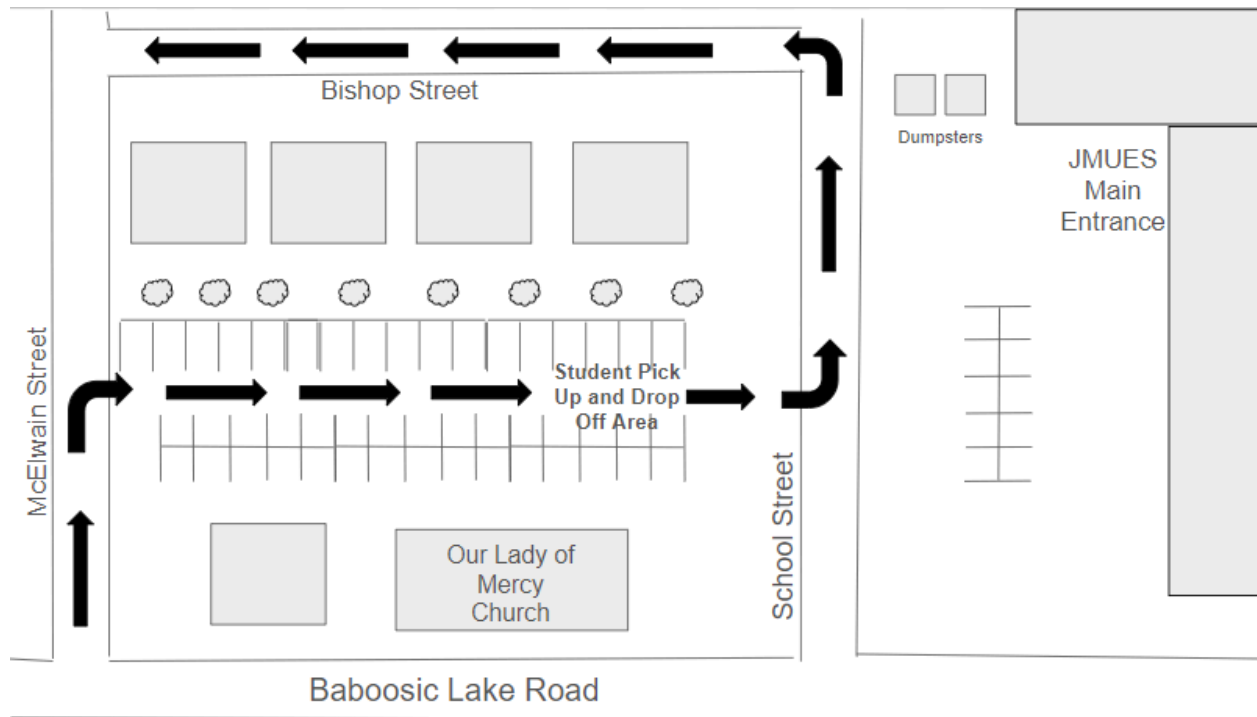 Bishop Street
Dumpsters
JMUES
Main
Entrance
McElwain Street
Student Pick
Up and Drop
Off Area
School Street
Our Lady of
Mercy
Church
Baboosic Lake Road